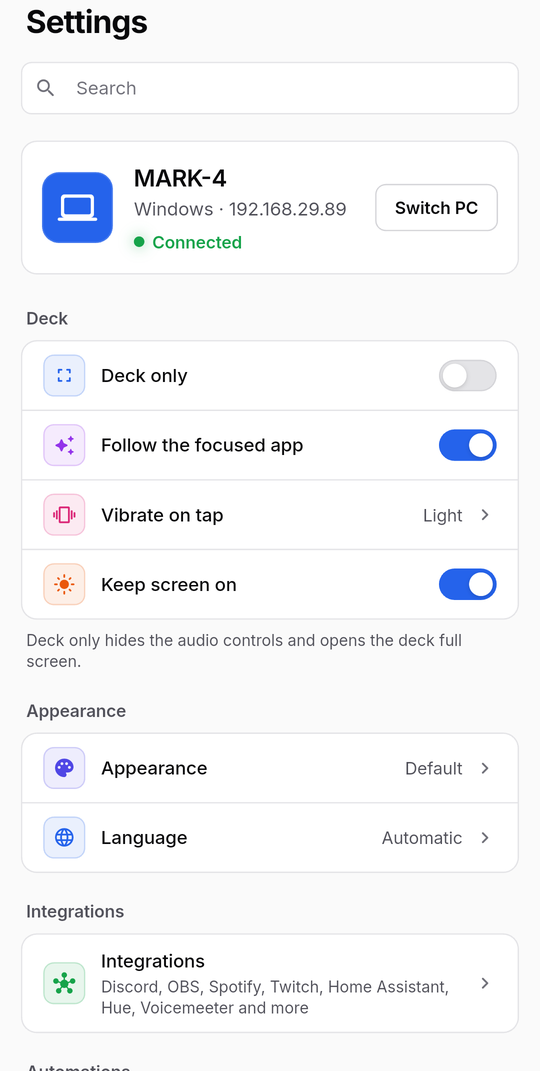 Settings
Search
MARK-4
Windows · 192.168.29.89
Switch PC
Connected
Deck
Deck only
Follow the focused app
Vibrate on tap
Light
Keep screen on
Deck only hides the audio controls and opens the deck full
screen.
Appearance
Appearance
Default
Language
Automatic
Integrations
Integrations
Discord, OBS, Spotify, Twitch, Home Assistant,
Hue, Voicemeeter and more
Automations